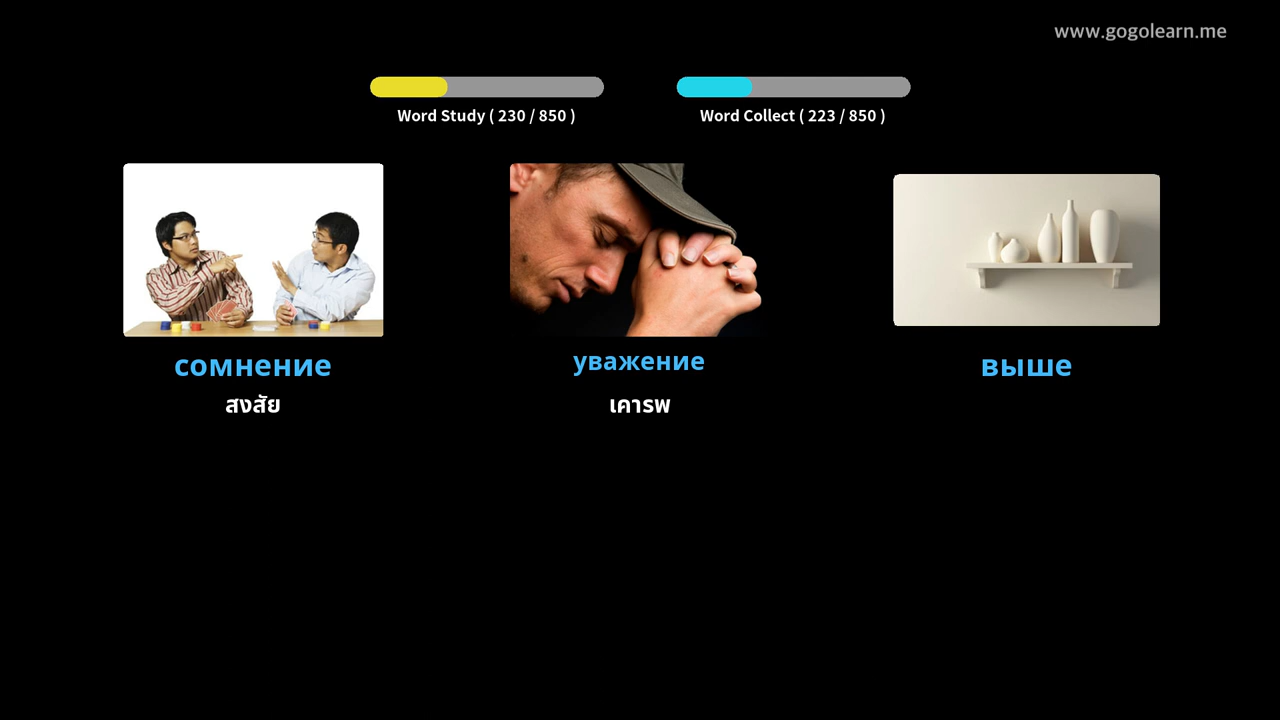 www.gogolearn.me
Word Study ( 230 / 850 )
Word Collect ( 223 / 850 )
сомнение
สงสัย
уважение
เคารพ
выше